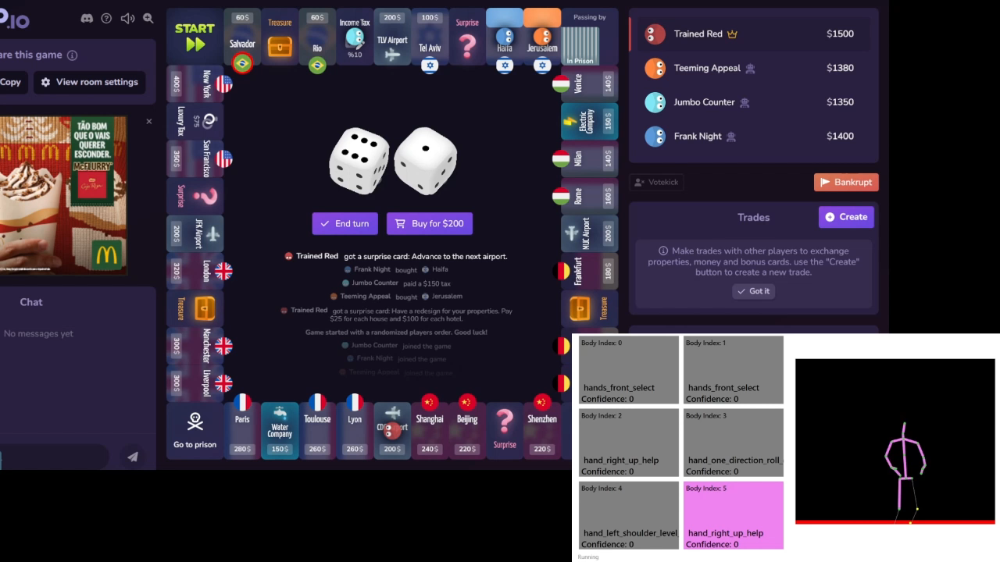 .IO
are this game
Copy
View room settings
TÃO BOM
QUE O VAIS
QUERER
ESCONDER.
McFLURRY
Chat
No messages yet
START
60$
Salvador
Treasure
60$
Rio
Income Tax
%10
200$
TLV Airport
100$
Tel Aviv
Surprise
Haifa
Jerusalem
Passing by
In Prison
400$
New York
Luxury Tax
$75
350$
San Francisco
Surprise
200$
JFK Airport
320$
London
Treasure
300$
Manchester
300$
Liverpool
Venice
140$
Electric
Company
150$
Milan
140$
Rome
160$
MUC Airport
200$
Frankfurt
180$
Treasure
End turn
Buy for $200
Trained Red got a surprise card: Advance to the next airport.
Frank Night bought Haifa
Jumbo Counter paid a $150 tax
Teeming Appeal bought Jerusalem
Trained Red got a surprise card: Have a redesign for your properties. Pay
$25 for each house and $100 for each hotel.
Game started with a randomized players order. Good luck!
Jumbo Counter joined the game
Frank Night joined the game
Teeming Appeal joined the game
Go to prison
Paris
280$
Water
Company
150$
Toulouse
260$
Lyon
260$
200$
Shanghai
240$
Beijing
220$
Surprise
Shenzhen
220$
Trained Red $1500
Teeming Appeal $1380
Jumbo Counter $1350
Frank Night $1400
Votekick
Bankrupt
Trades
Create
Make trades with other players to exchange
properties, money and bonus cards. use the "Create"
button to create a new trade.
Got it
Body Index: 0
hands_front_select
Confidence: 0
Body Index: 1
hands_front_select
Confidence: 0
Body Index: 2
hand_right_up_help
Confidence: 0
Body Index: 3
hand_one_direction_roll_
Confidence: 0
Body Index: 4
hand_left_shoulder_level_
Confidence: 0
Body Index: 5
hand_right_up_help
Confidence: 0
Running